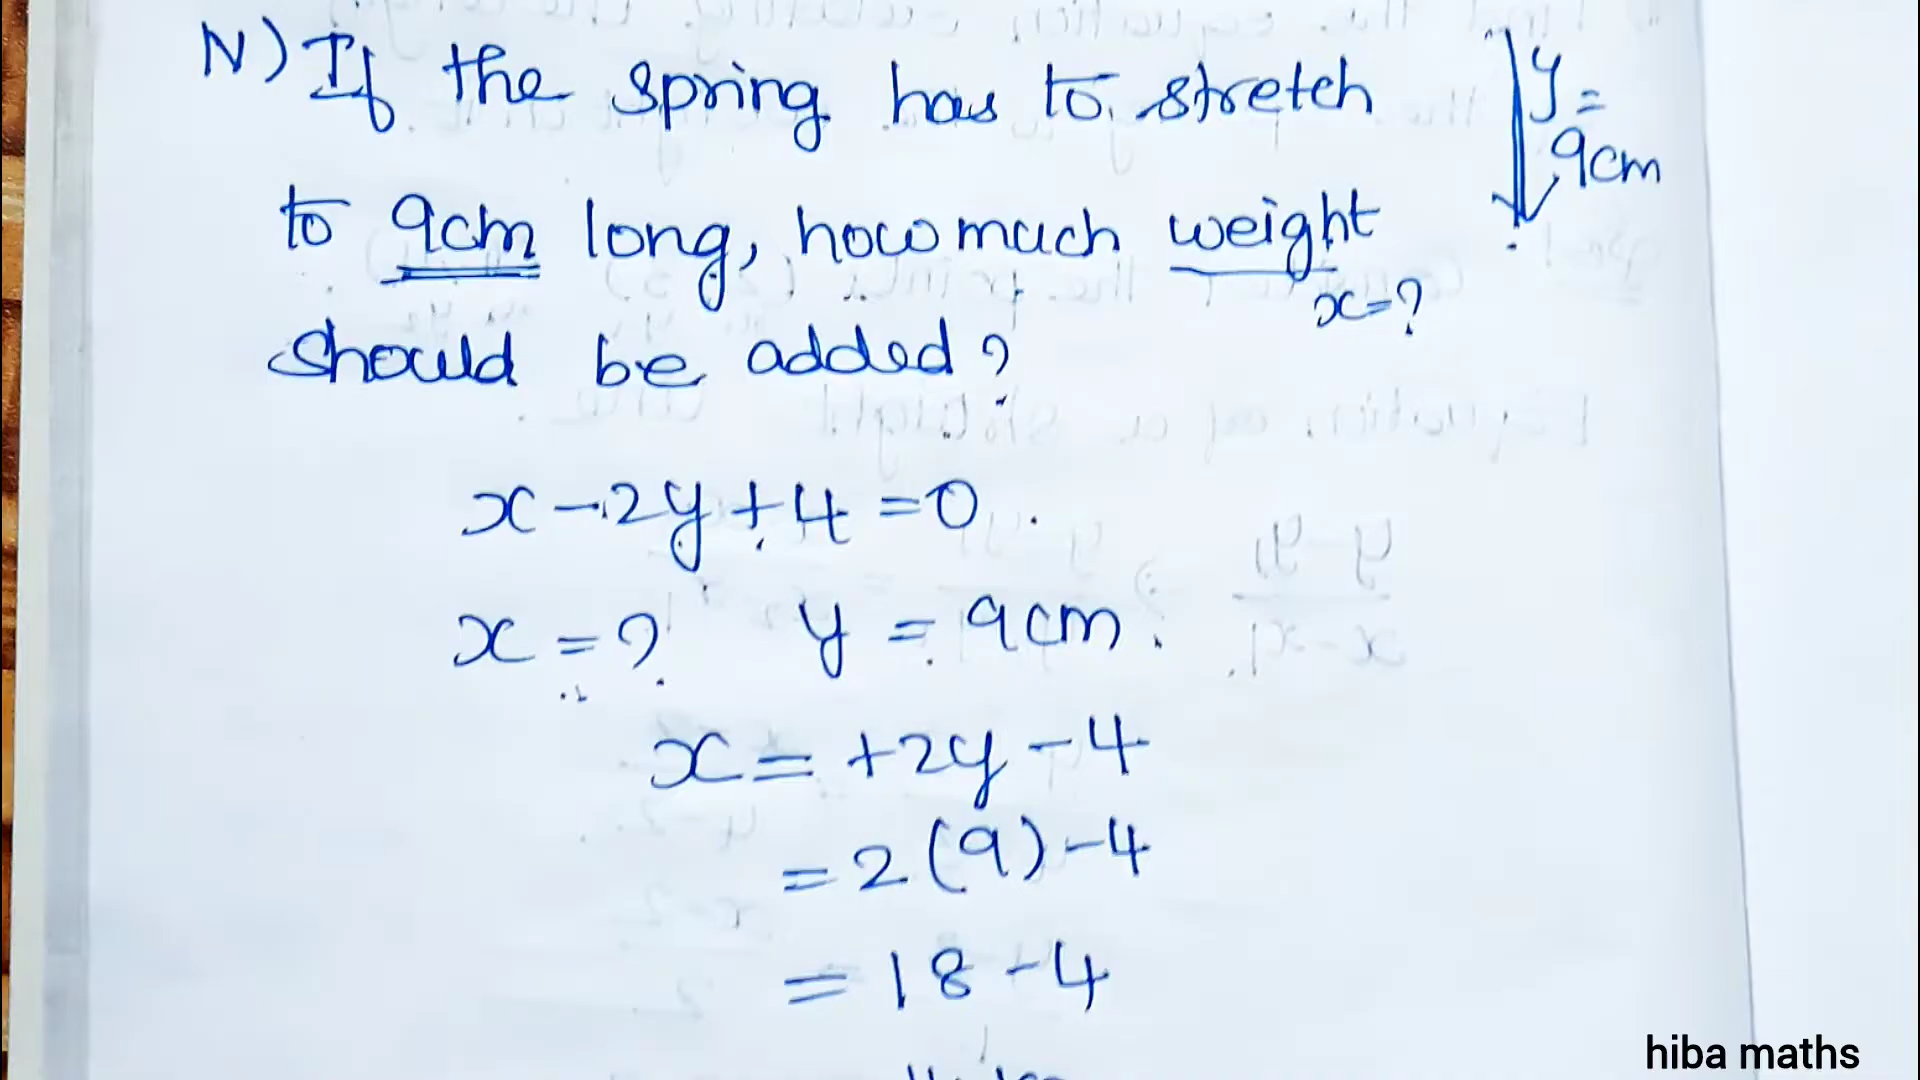 N) If the spring has to stretch
y =
9cm
to 9cm long, how much weight
x=?
should be added?
x - 2y + 4 = 0.
x = ? y = 9cm.
x = +2y - 4
= 2(9) - 4
= 18 - 4
hiba maths